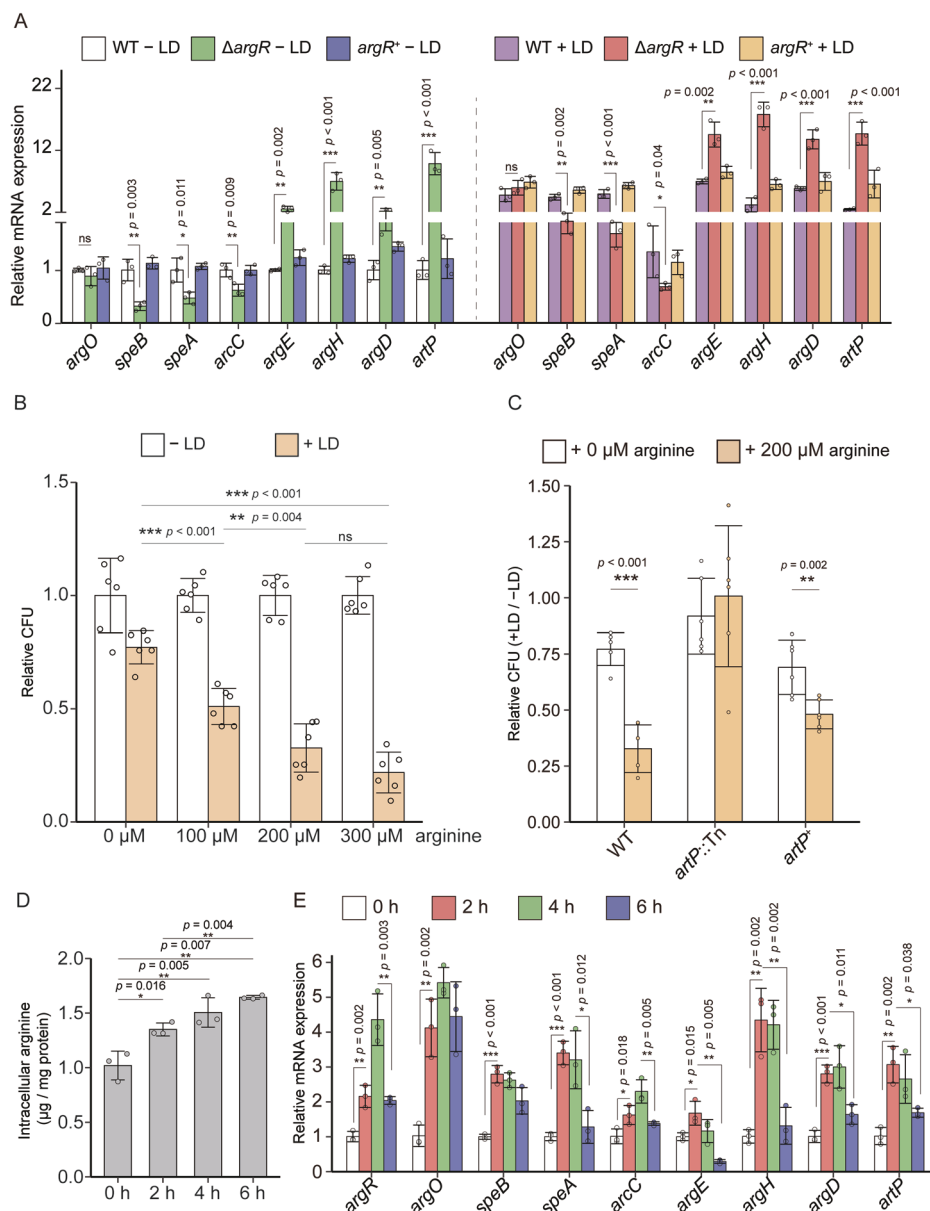 A
WT – LD
ΔargR – LD
argR⁺ – LD
WT + LD
ΔargR + LD
argR⁺ + LD
Relative mRNA expression
22
12
2
1
0
ns
** p = 0.003
* p = 0.011
** p = 0.009
** p = 0.002
*** p < 0.001
** p = 0.005
*** p < 0.001
ns
** p = 0.002
*** p < 0.001
* p = 0.04
p = 0.002
**
p < 0.001
***
p < 0.001
***
p < 0.001
***
argO
speB
speA
arcC
argE
argH
argD
artP
argO
speB
speA
arcC
argE
argH
argD
artP
B
– LD
+ LD
Relative CFU
1.5
1.0
0.5
0.0
*** p < 0.001
** p = 0.004
*** p < 0.001
ns
0 µM
100 µM
200 µM
300 µM
arginine
C
+ 0 µM arginine
+ 200 µM arginine
Relative CFU (+LD / –LD)
1.50
1.25
1.00
0.75
0.50
0.25
0.00
p < 0.001
***
p = 0.002
**
WT
artP::Tn
artP⁺
D
Intracellular arginine
(µg / mg protein)
2.0
1.5
1.0
0.5
0.0
p = 0.004
**
p = 0.007
**
p = 0.005
**
p = 0.016
*
0 h
2 h
4 h
6 h
E
0 h
2 h
4 h
6 h
Relative mRNA expression
6
5
4
3
2
1
0
** p = 0.002
** p = 0.003
** p = 0.002
*** p < 0.001
*** p < 0.001
* p = 0.012
* p = 0.018
** p = 0.005
* p = 0.015
** p = 0.005
** p = 0.002
** p = 0.002
*** p < 0.001
* p = 0.011
** p = 0.002
* p = 0.038
argR
argO
speB
speA
arcC
argE
argH
argD
artP